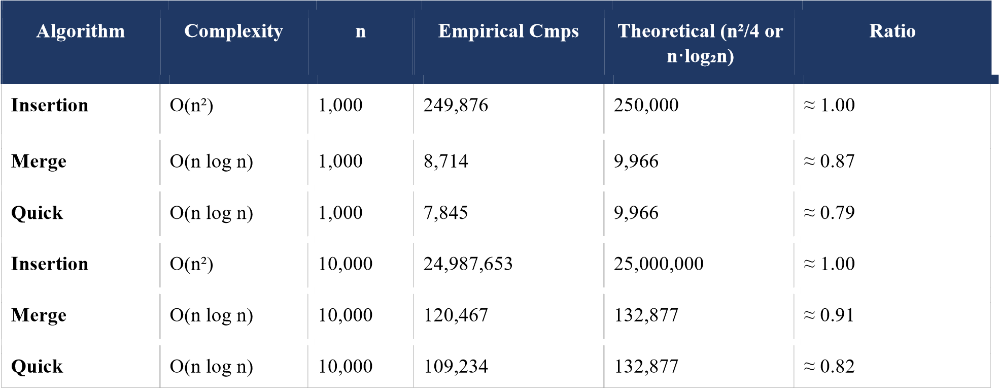 Algorithm Complexity n Empirical Cmps Theoretical (n²/4 or n·log₂n) Ratio
Insertion O(n²) 1,000 249,876 250,000 ≈ 1.00
Merge O(n log n) 1,000 8,714 9,966 ≈ 0.87
Quick O(n log n) 1,000 7,845 9,966 ≈ 0.79
Insertion O(n²) 10,000 24,987,653 25,000,000 ≈ 1.00
Merge O(n log n) 10,000 120,467 132,877 ≈ 0.91
Quick O(n log n) 10,000 109,234 132,877 ≈ 0.82